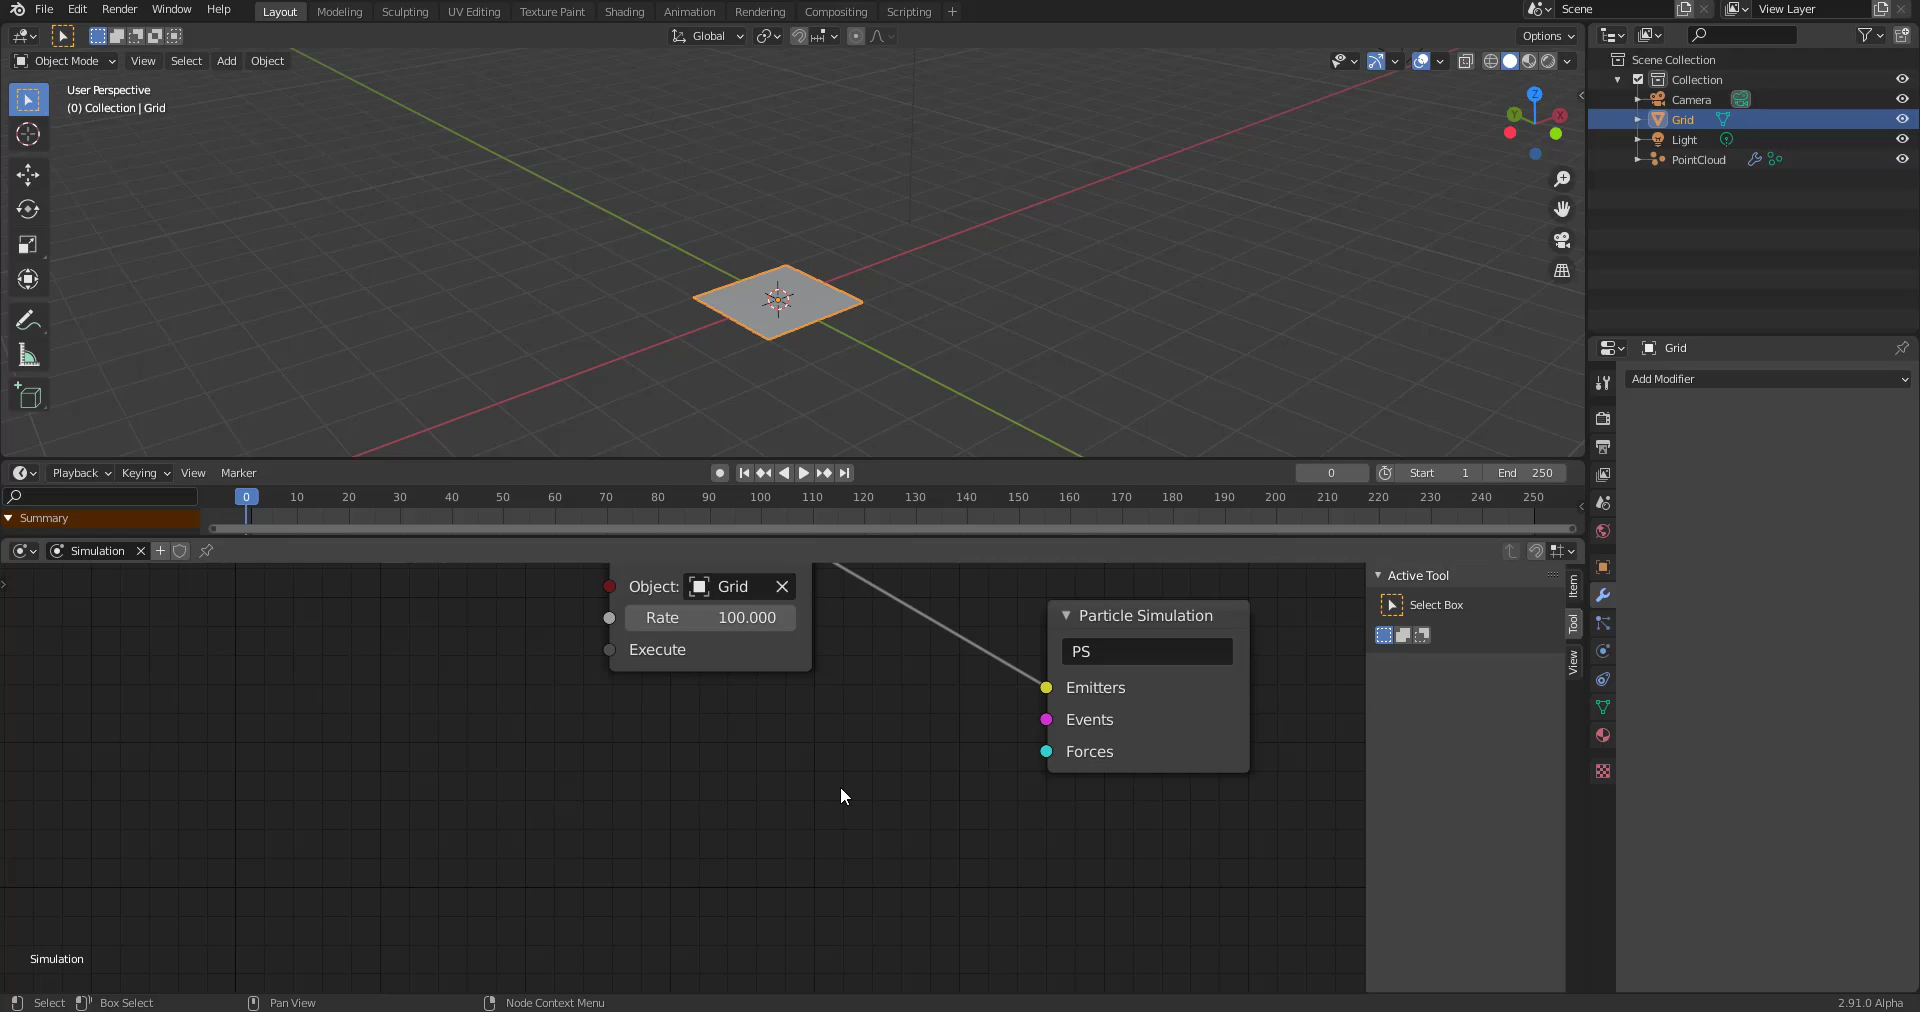 File Edit Render Window Help
Layout Modeling Sculpting UV Editing Texture Paint Shading Animation Rendering Compositing Scripting
Scene
View Layer
Global
Options
Object Mode View Select Add Object
User Perspective
(0) Collection | Grid
Z
Y
X
Scene Collection
Collection
Camera
Grid
Light
PointCloud
Grid
Add Modifier
Playback Keying View Marker
0
Start 1
End 250
0 10 20 30 40 50 60 70 80 90 100 110 120 130 140 150 160 170 180 190 200 210 220 230 240 250
Summary
Simulation
Object: Grid
Rate 100.000
Execute
Particle Simulation
PS
Emitters
Events
Forces
Active Tool
Select Box
Item
Tool
View
Simulation
Select Box Select Pan View Node Context Menu
2.91.0 Alpha